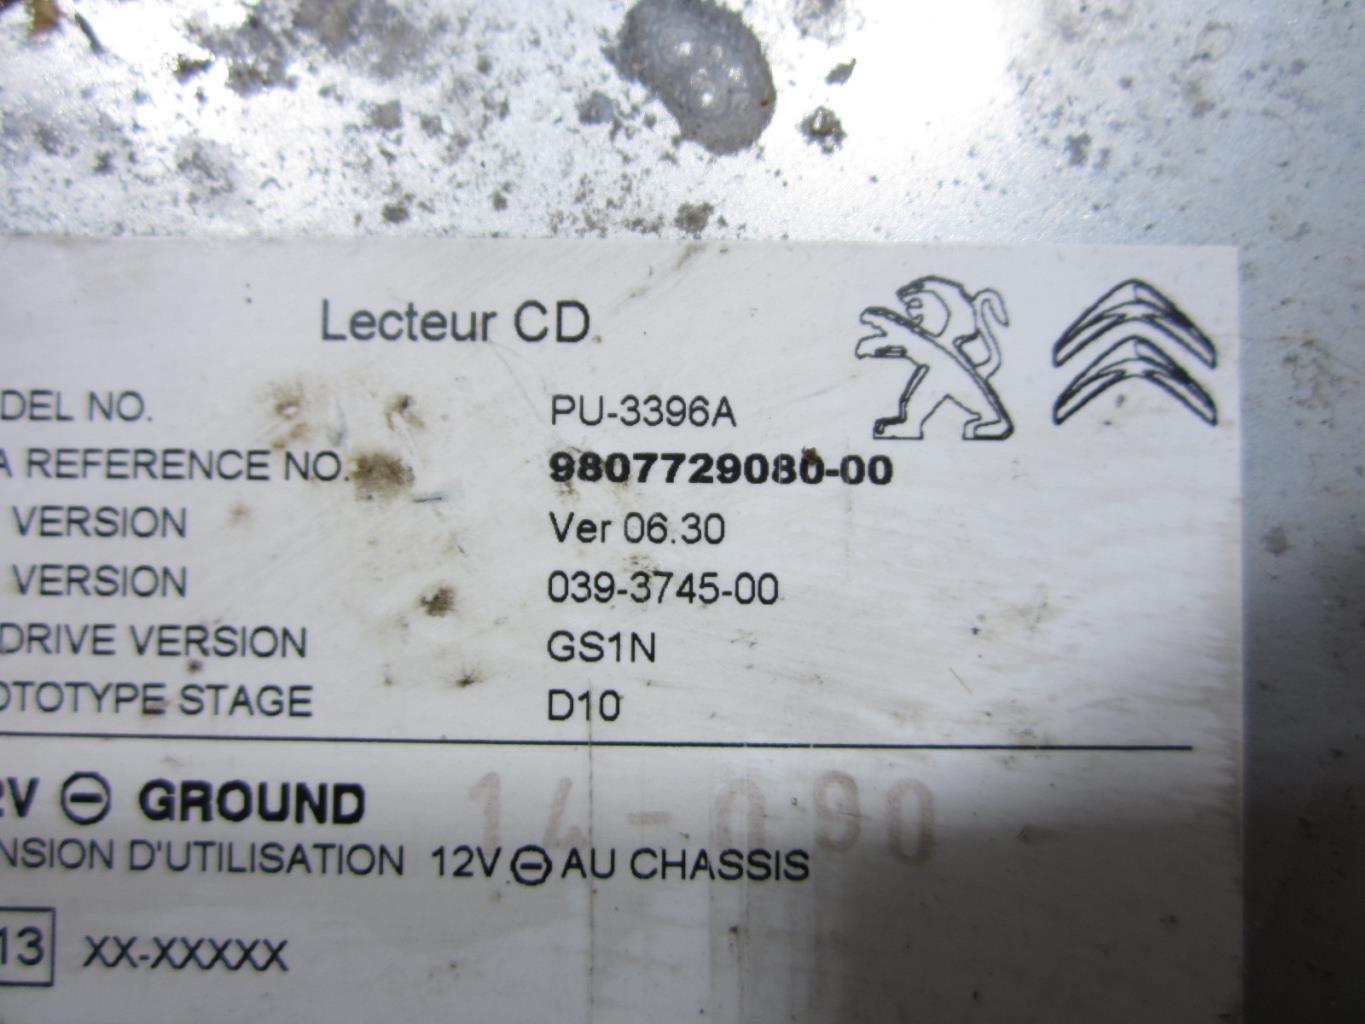 Lecteur CD
DEL NO. PU-3396A
A REFERENCE NO. 9807729080-00
VERSION Ver 06.30
VERSION 039-3745-00
DRIVE VERSION GS1N
OTOTYPE STAGE D10
2V ⊖ GROUND
14-090
NSION D'UTILISATION 12V ⊖ AU CHASSIS
13 XX-XXXXX